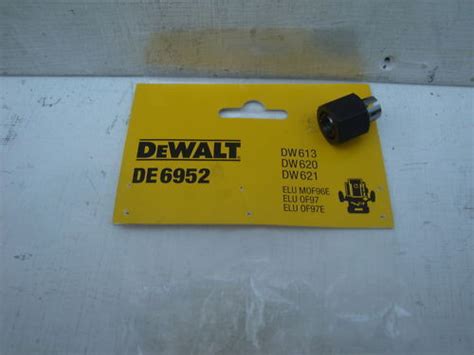 DEWALT
DE6952
DW613
DW620
DW621
ELU MOF96E
ELU OF97
ELU OF97E